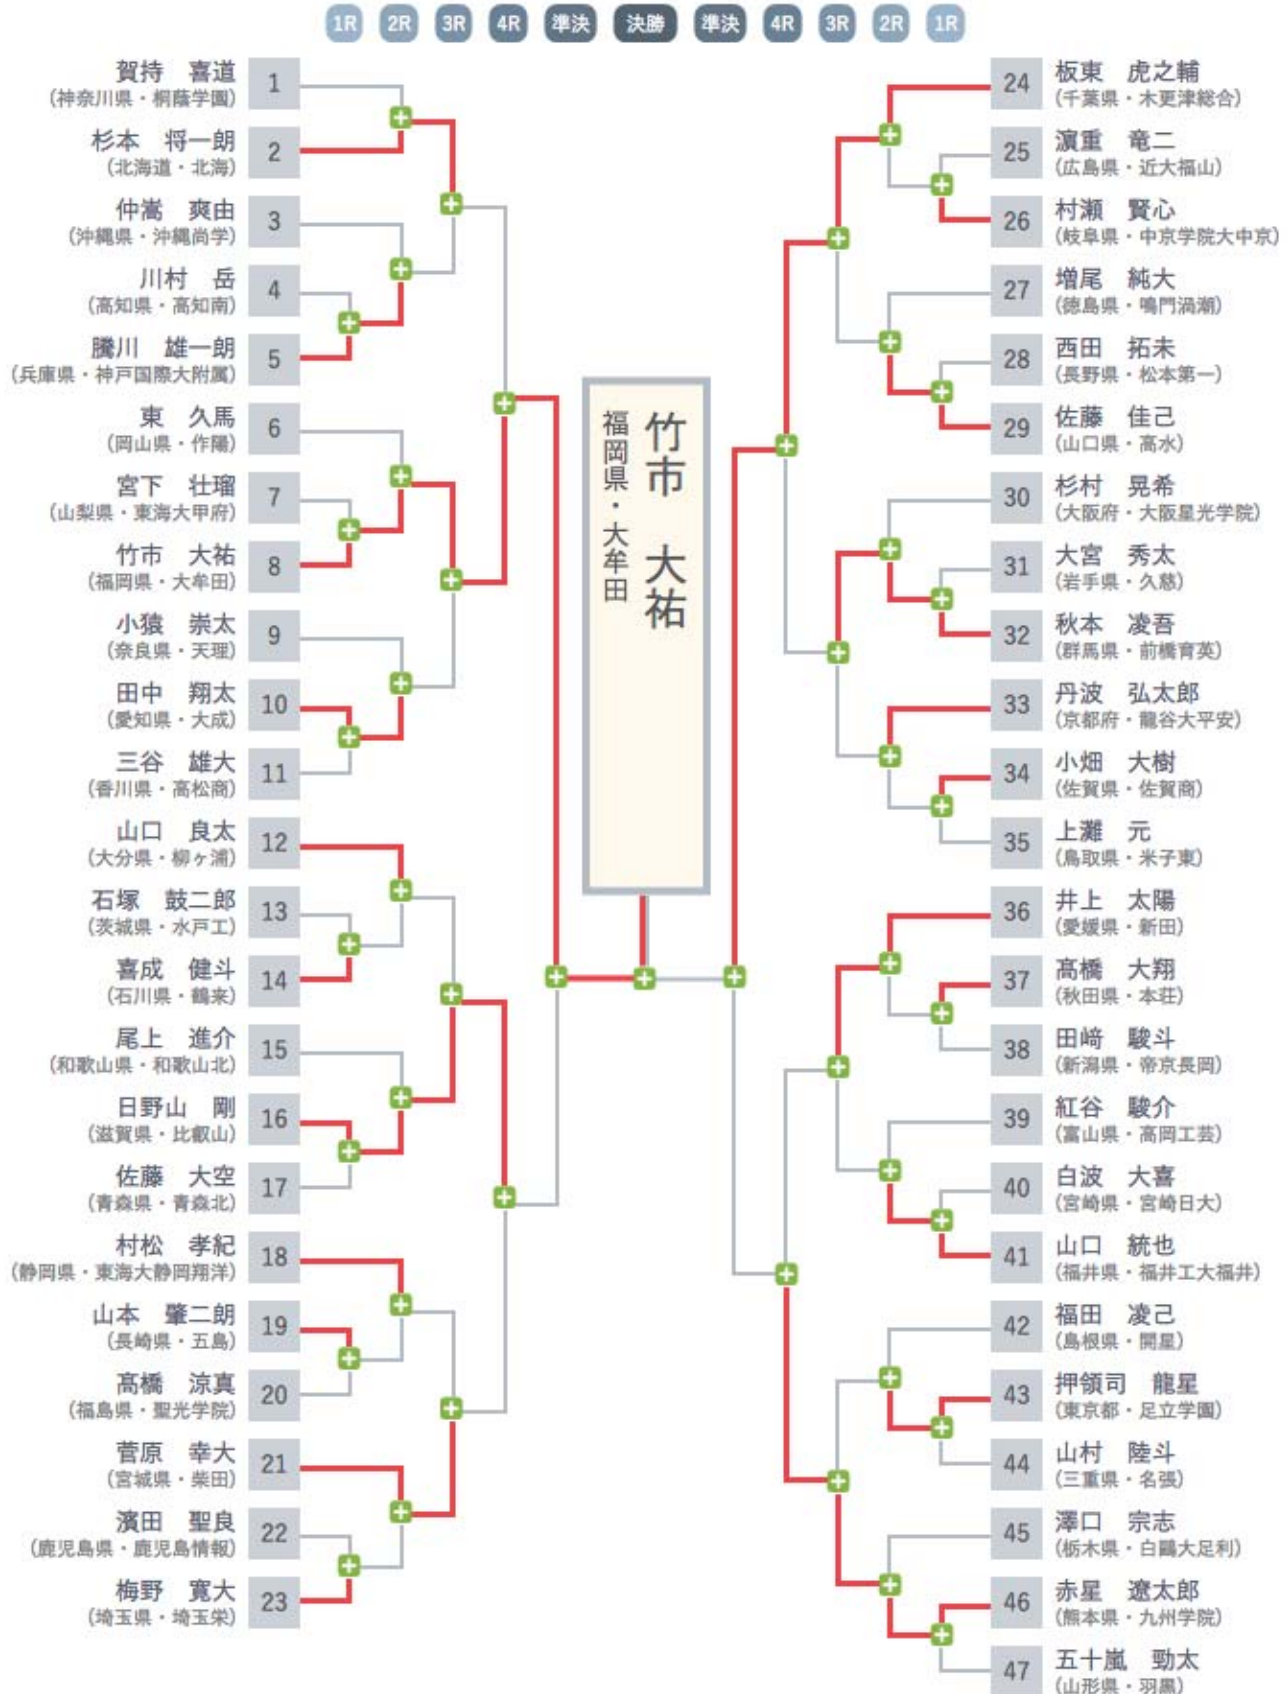 1R 2R 3R 4R 準決 決勝 準決 4R 3R 2R 1R
賀持 喜道
(神奈川県・桐蔭学園)
1
杉本 将一朗
(北海道・北海)
2
仲嵩 爽由
(沖縄県・沖縄尚学)
3
川村 岳
(高知県・高知南)
4
騰川 雄一朗
(兵庫県・神戸国際大附属)
5
東 久馬
(岡山県・作陽)
6
宮下 壮瑠
(山梨県・東海大甲府)
7
竹市 大祐
(福岡県・大牟田)
8
小猿 崇太
(奈良県・天理)
9
田中 翔太
(愛知県・大成)
10
三谷 雄大
(香川県・高松商)
11
山口 良太
(大分県・柳ヶ浦)
12
石塚 鼓二郎
(茨城県・水戸工)
13
喜成 健斗
(石川県・鶴来)
14
尾上 進介
(和歌山県・和歌山北)
15
日野山 剛
(滋賀県・比叡山)
16
佐藤 大空
(青森県・青森北)
17
村松 孝紀
(静岡県・東海大静岡翔洋)
18
山本 肇二朗
(長崎県・五島)
19
髙橋 涼真
(福島県・聖光学院)
20
菅原 幸大
(宮城県・柴田)
21
濱田 聖良
(鹿児島県・鹿児島情報)
22
梅野 寛大
(埼玉県・埼玉栄)
23
竹市 大祐
福岡県・大牟田
24
板東 虎之輔
(千葉県・木更津総合)
25
濵重 竜二
(広島県・近大福山)
26
村瀬 賢心
(岐阜県・中京学院大中京)
27
増尾 純大
(徳島県・鳴門渦潮)
28
西田 拓未
(長野県・松本第一)
29
佐藤 佳己
(山口県・高水)
30
杉村 晃希
(大阪府・大阪星光学院)
31
大宮 秀太
(岩手県・久慈)
32
秋本 凌吾
(群馬県・前橋育英)
33
丹波 弘太郎
(京都府・龍谷大平安)
34
小畑 大樹
(佐賀県・佐賀商)
35
上灘 元
(鳥取県・米子東)
36
井上 太陽
(愛媛県・新田)
37
髙橋 大翔
(秋田県・本荘)
38
田﨑 駿斗
(新潟県・帝京長岡)
39
紅谷 駿介
(富山県・高岡工芸)
40
白波 大喜
(宮崎県・宮崎日大)
41
山口 統也
(福井県・福井工大福井)
42
福田 凌己
(島根県・開星)
43
押領司 龍星
(東京都・足立学園)
44
山村 陸斗
(三重県・名張)
45
澤口 宗志
(栃木県・白鷗大足利)
46
赤星 遼太郎
(熊本県・九州学院)
47
五十嵐 勁太
(山形県・羽黒)